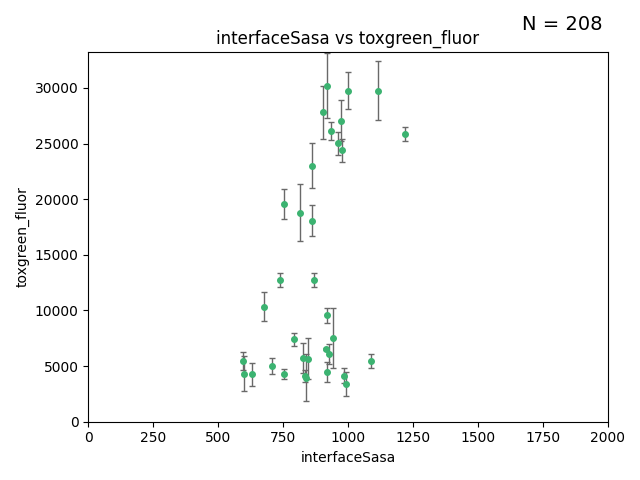 N = 208
interfaceSasa vs toxgreen_fluor
toxgreen_fluor
30000
25000
20000
15000
10000
5000
0
0 250 500 750 1000 1250 1500 1750 2000
interfaceSasa